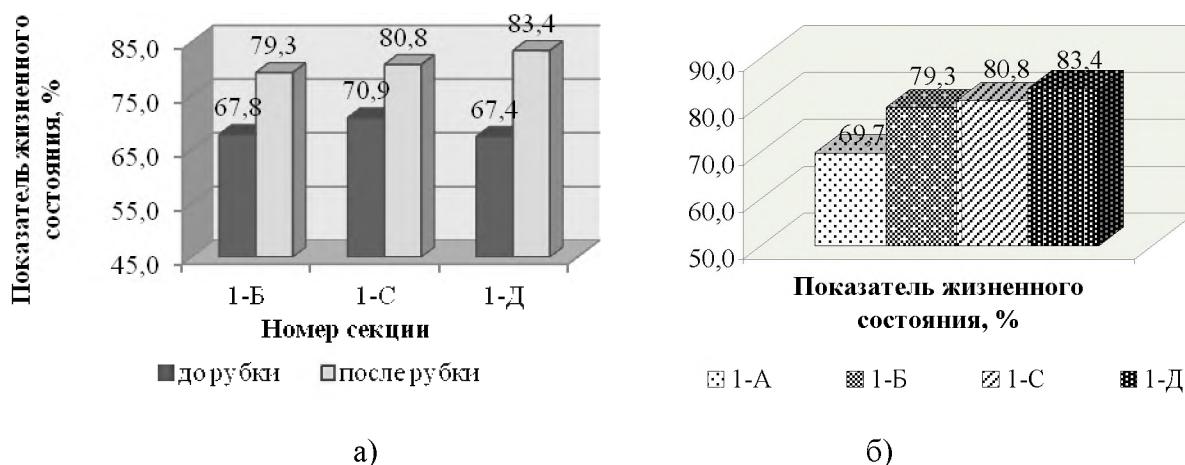 Показатель жизненного
состояния, %
85,0
75,0
65,0
55,0
45,0
67,8
79,3
70,9
80,8
67,4
83,4
1-Б
1-С
1-Д
Номер секции
до рубки
после рубки
а)
90,0
80,0
70,0
60,0
50,0
69,7
79,3
80,8
83,4
Показатель жизненного
состояния, %
1-А
1-Б
1-С
1-Д
б)